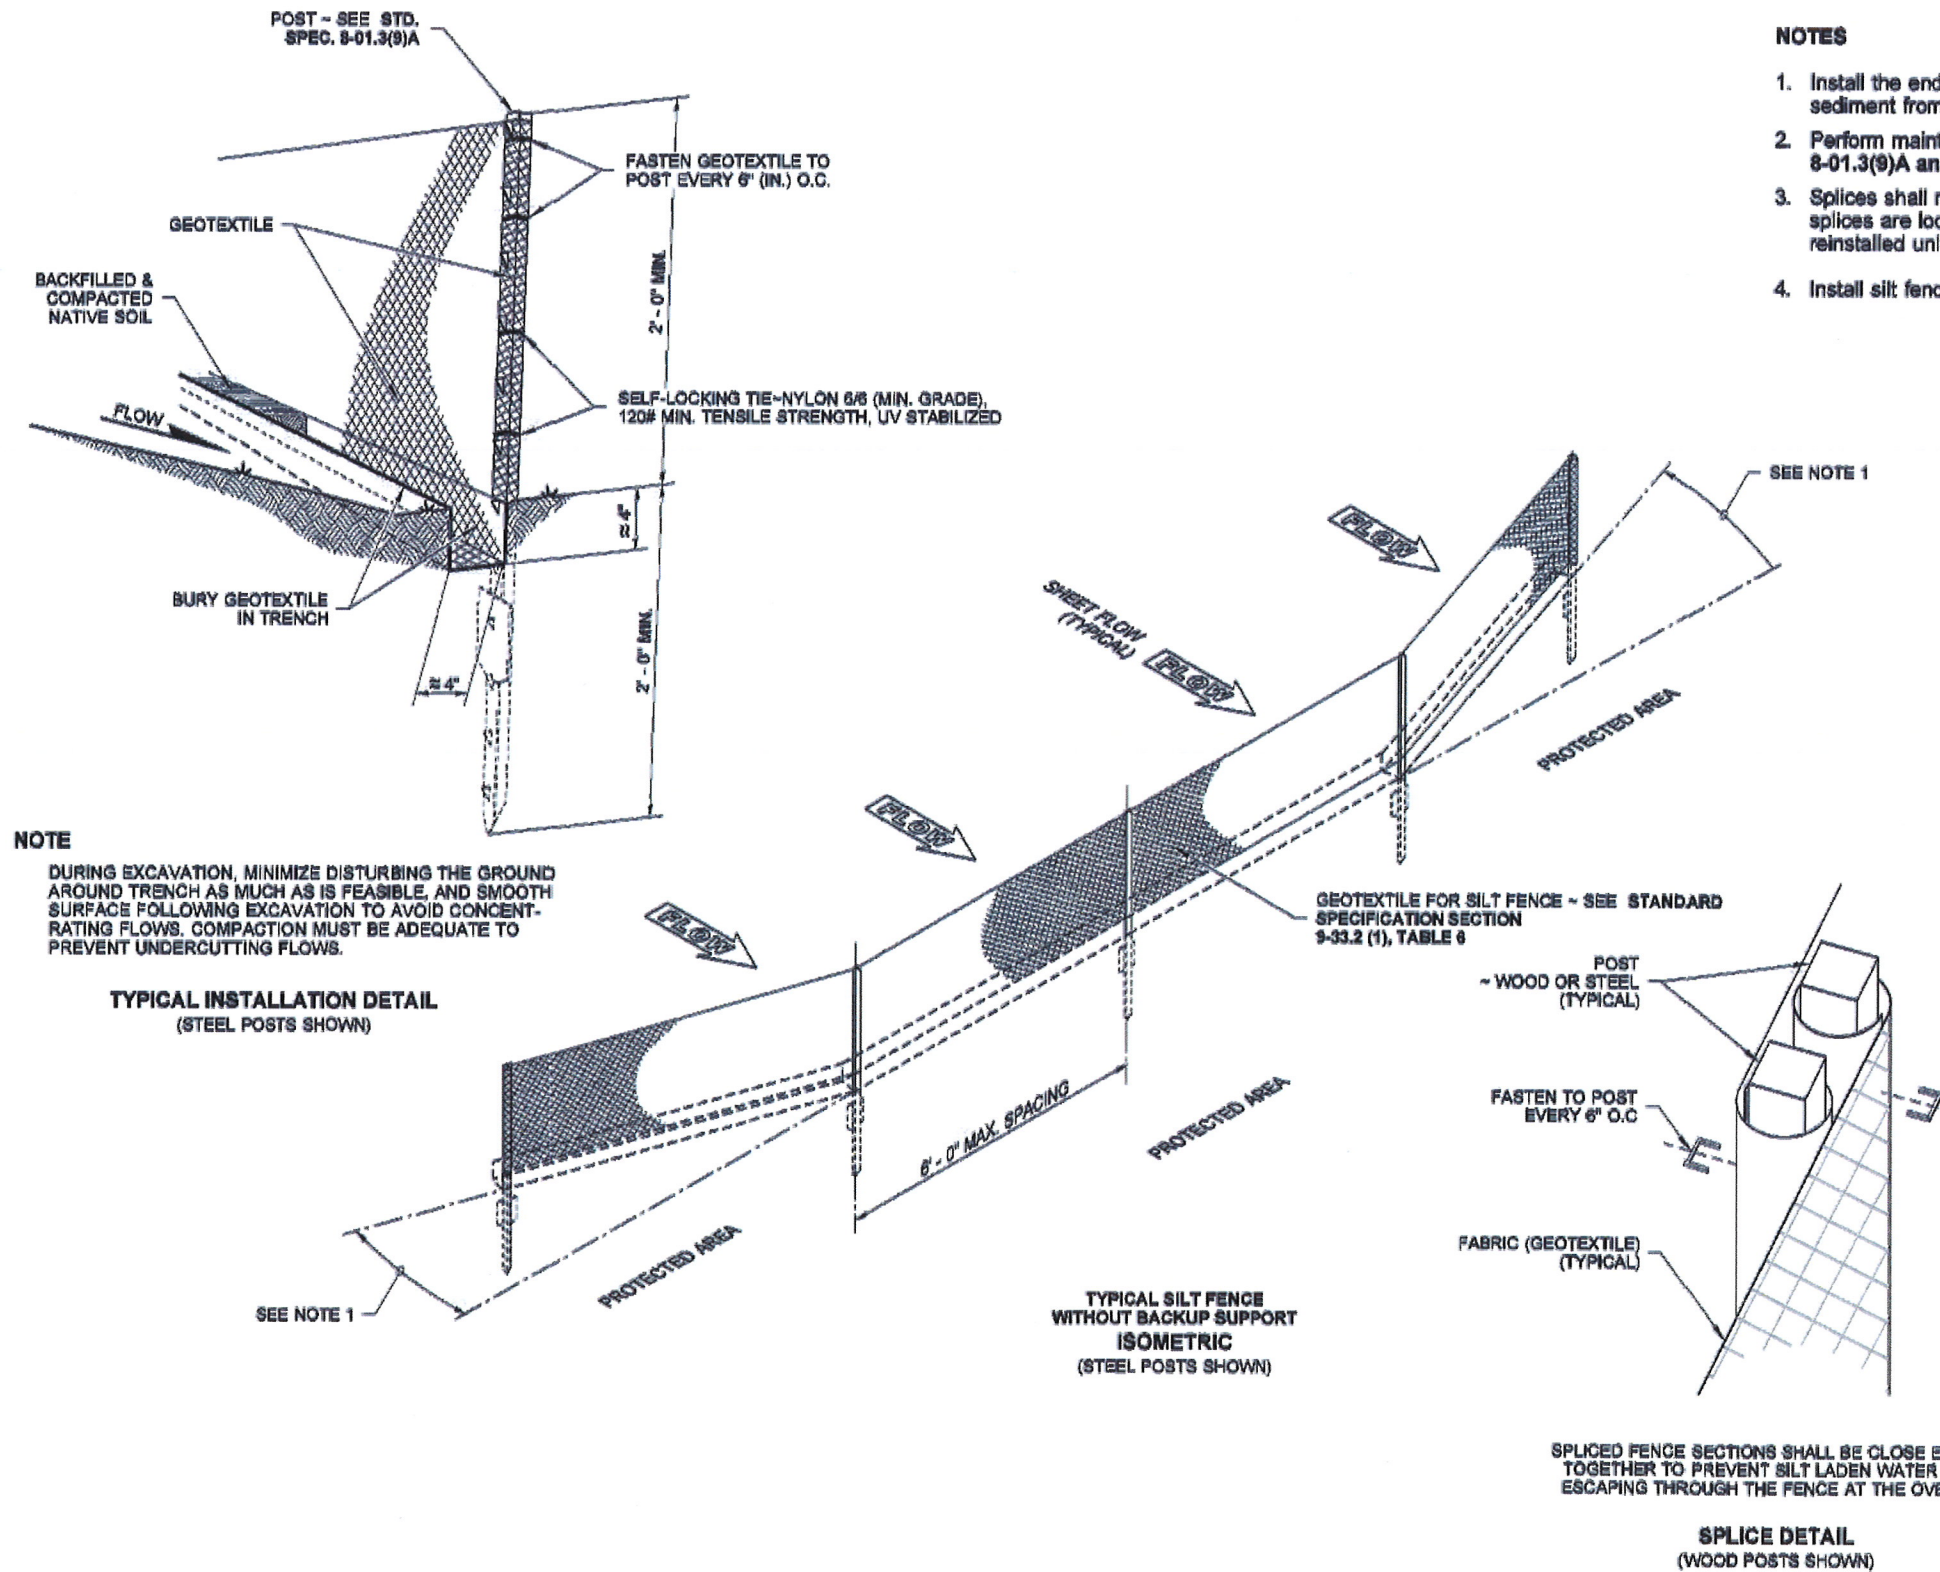 POST ~ SEE STD.
SPEC. 8-01.3(9)A
FASTEN GEOTEXTILE TO
POST EVERY 6" (IN.) O.C.
GEOTEXTILE
BACKFILLED &
COMPACTED
NATIVE SOIL
2' - 0" MIN.
FLOW
SELF-LOCKING TIE~NYLON 6/6 (MIN. GRADE),
120# MIN. TENSILE STRENGTH, UV STABILIZED
≈ 4"
BURY GEOTEXTILE
IN TRENCH
2' - 0" MIN.
≈ 4"
NOTE
DURING EXCAVATION, MINIMIZE DISTURBING THE GROUND
AROUND TRENCH AS MUCH AS IS FEASIBLE, AND SMOOTH
SURFACE FOLLOWING EXCAVATION TO AVOID CONCENT-
RATING FLOWS. COMPACTION MUST BE ADEQUATE TO
PREVENT UNDERCUTTING FLOWS.
TYPICAL INSTALLATION DETAIL
(STEEL POSTS SHOWN)
NOTES
1. Install the end
sediment from
2. Perform maint
8-01.3(9)A an
3. Splices shall
splices are loc
reinstalled
4. Install silt fenc
SEE NOTE 1
FLOW
SHEET FLOW
(TYPICAL)
FLOW
PROTECTED AREA
FLOW
GEOTEXTILE FOR SILT FENCE ~ SEE STANDARD
SPECIFICATION SECTION
9-33.2 (1), TABLE 6
FLOW
6' - 0" MAX. SPACING
PROTECTED AREA
PROTECTED AREA
SEE NOTE 1
TYPICAL SILT FENCE
WITHOUT BACKUP SUPPORT
ISOMETRIC
(STEEL POSTS SHOWN)
POST
~ WOOD OR STEEL
(TYPICAL)
FASTEN TO POST
EVERY 6" O.C
FABRIC (GEOTEXTILE)
(TYPICAL)
SPLICED FENCE SECTIONS SHALL BE CLOSE E
TOGETHER TO PREVENT SILT LADEN WATER
ESCAPING THROUGH THE FENCE AT THE OVE
SPLICE DETAIL
(WOOD POSTS SHOWN)